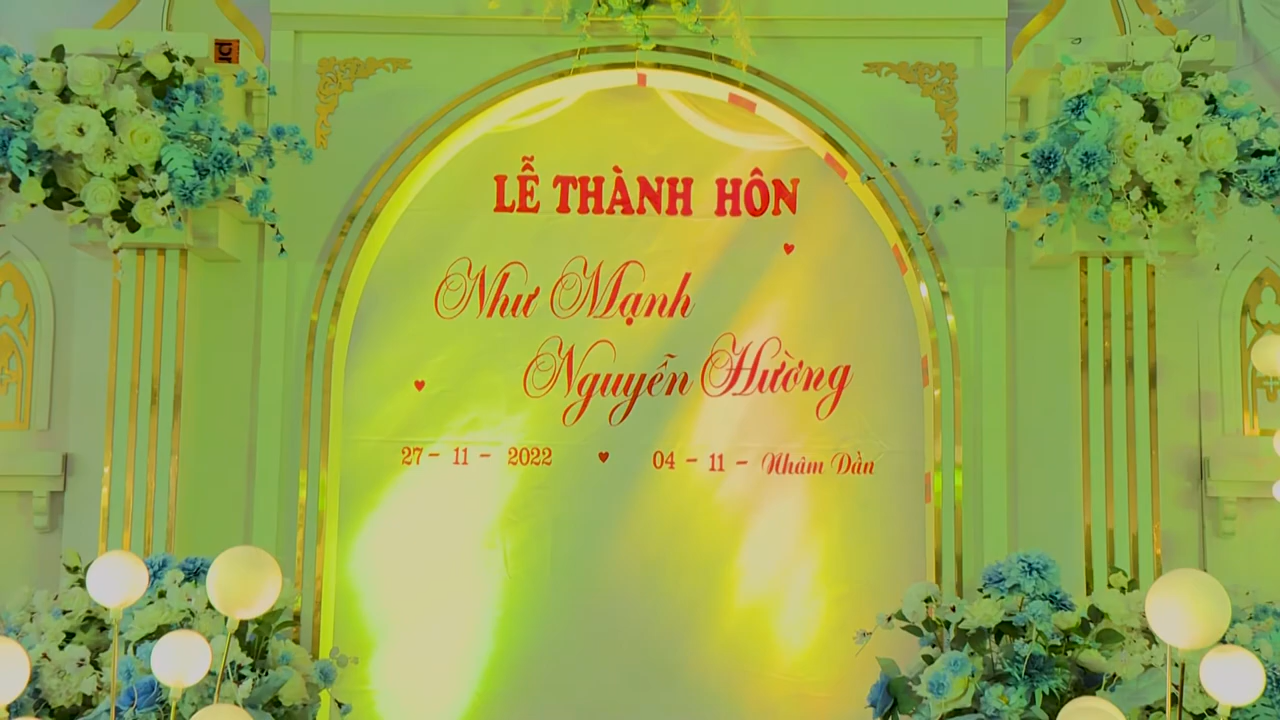 LỄ THÀNH HÔN
Như Mạnh
Nguyễn Hường
27 - 11 - 2022 04 - 11 - Nhâm Dần